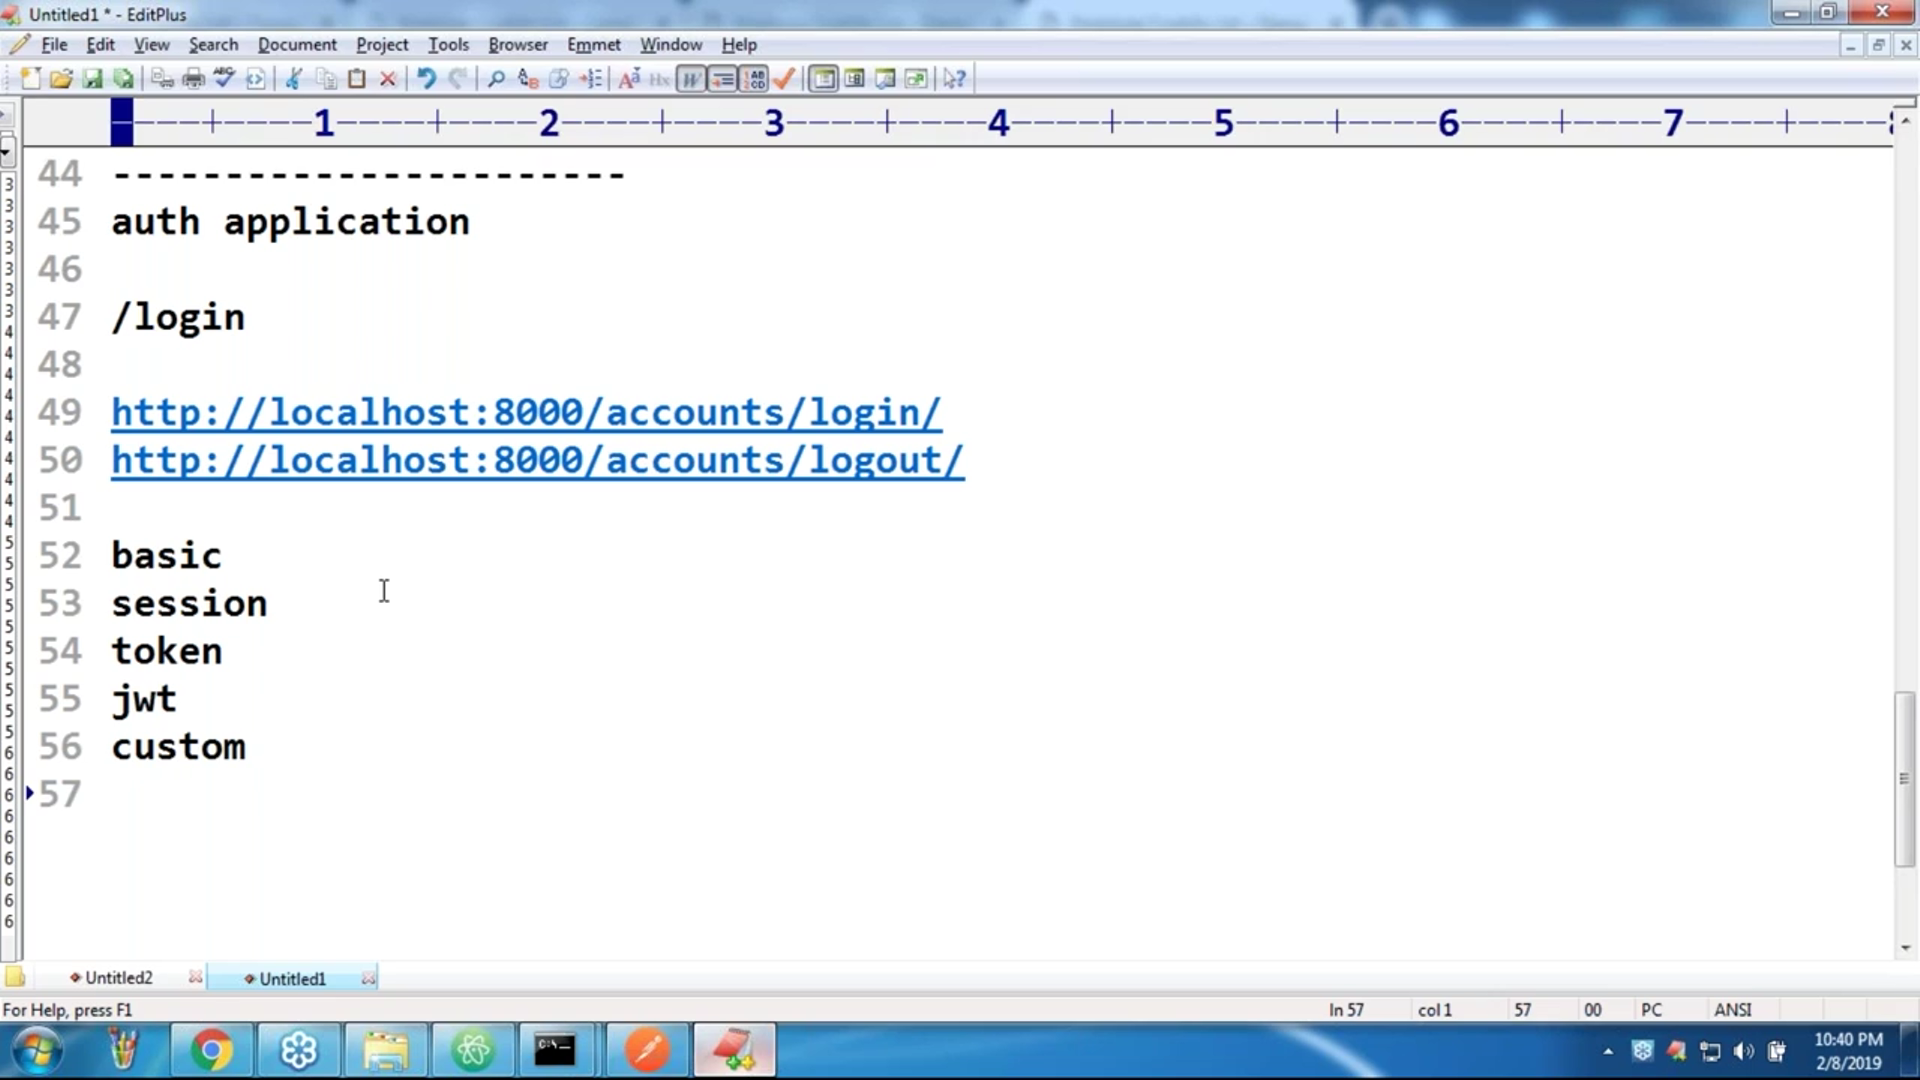 Untitled1 * - EditPlus
File Edit View Search Document Project Tools Browser Emmet Window Help
----+----1----+----2----+----3----+----4----+----5----+----6----+----7----+----
44 -----------------------
45 auth application
46
47 /login
48
49 http://localhost:8000/accounts/login/
50 http://localhost:8000/accounts/logout/
51
52 basic
53 session
54 token
55 jwt
56 custom
57
Untitled2 Untitled1
For Help, press F1 ln 57 col 1 57 00 PC ANSI
10:40 PM
2/8/2019